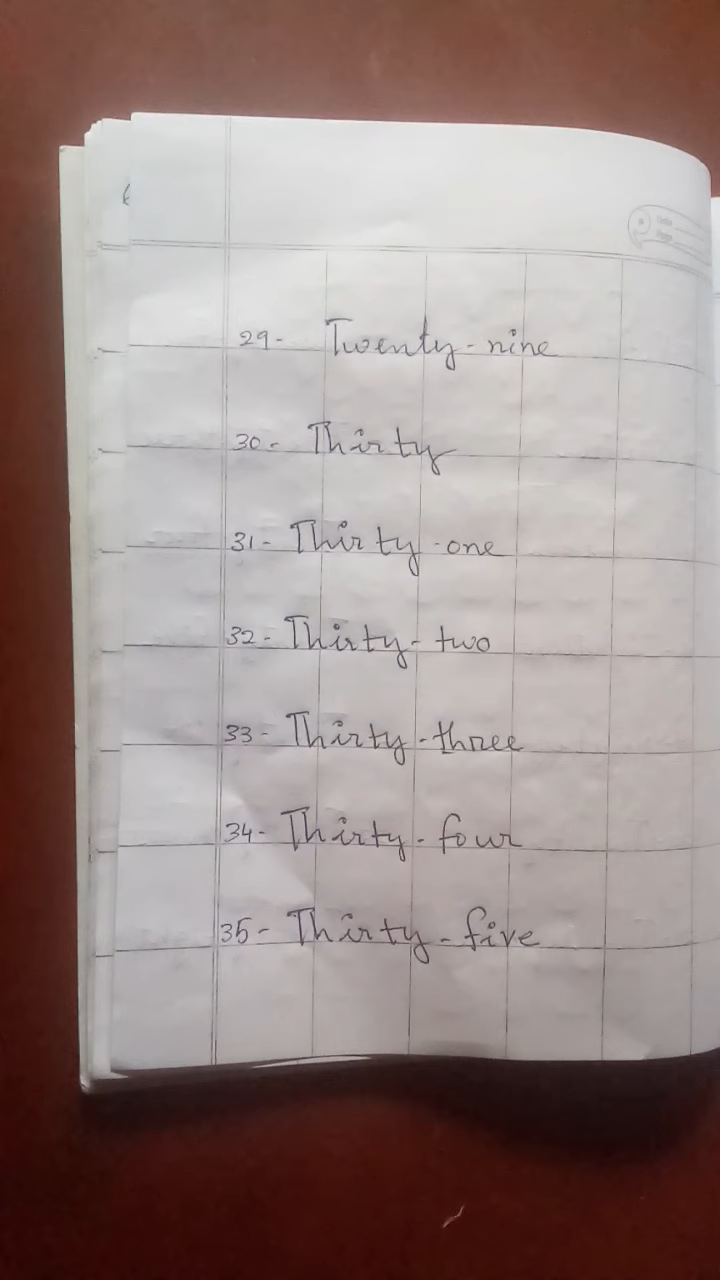 29- Twenty-nine
30- Thirty
31- Thirty-one
32- Thirty-two
33- Thirty-three
34- Thirty-four
35- Thirty-five